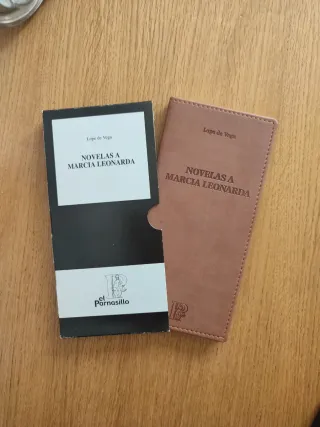 Lope de Vega
NOVELAS A
MARCIA LEONARDA
el
Parnasillo
Lope de Vega
NOVELAS A
MARCIA LEONARDA